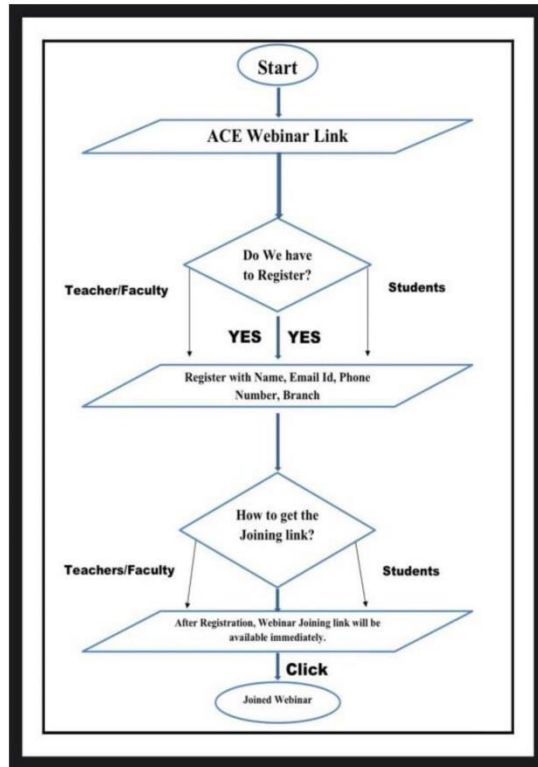 Start
ACE Webinar Link
Do We have
to Register?
Teacher/Faculty
Students
YES YES
Register with Name, Email Id, Phone
Number, Branch
How to get the
Joining link?
Teachers/Faculty
Students
After Registration, Webinar Joining link will be
available immediately.
Click
Joined Webinar